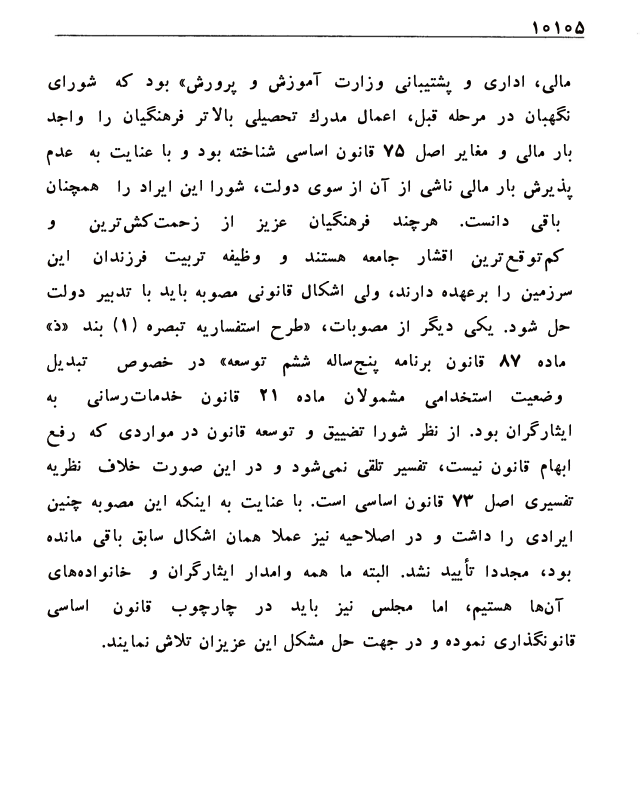 ۱۰۱۰۵
مالی، اداری و پشتیبانی وزارت آموزش و پرورش» بود که شورای
نگهبان در مرحله قبل، اعمال مدرك تحصیلی بالاتر فرهنگیان را واجد
بار مالی و مغایر اصل ۷۵ قانون اساسی شناخته بود و با عنایت به عدم
پذیرش بار مالی ناشی از آن از سوی دولت، شورا این ایراد را همچنان
باقی دانست. هرچند فرهنگیان عزیز از زحمت‌کش‌ترین و
کم‌توقع‌ترین اقشار جامعه هستند و وظیفه تربیت فرزندان این
سرزمین را برعهده دارند، ولی اشکال قانونی مصوبه باید با تدبیر دولت
حل شود. یکی دیگر از مصوبات، «طرح استفساریه تبصره (۱) بند «ذ»
ماده ۸۷ قانون برنامه پنج‌ساله ششم توسعه» در خصوص تبدیل
وضعیت استخدامی مشمولان ماده ۲۱ قانون خدمات‌رسانی به
ایثارگران بود. از نظر شورا تضییق و توسعه قانون در مواردی که رفع
ابهام قانون نیست، تفسیر تلقی نمی‌شود و در این صورت خلاف نظریه
تفسیری اصل ۷۳ قانون اساسی است. با عنایت به اینکه این مصوبه چنین
ایرادی را داشت و در اصلاحیه نیز عملا همان اشکال سابق باقی مانده
بود، مجددا تأیید نشد. البته ما همه وامدار ایثارگران و خانواده‌های
آن‌ها هستیم، اما مجلس نیز باید در چارچوب قانون اساسی
قانونگذاری نموده و در جهت حل مشکل این عزیزان تلاش نمایند.